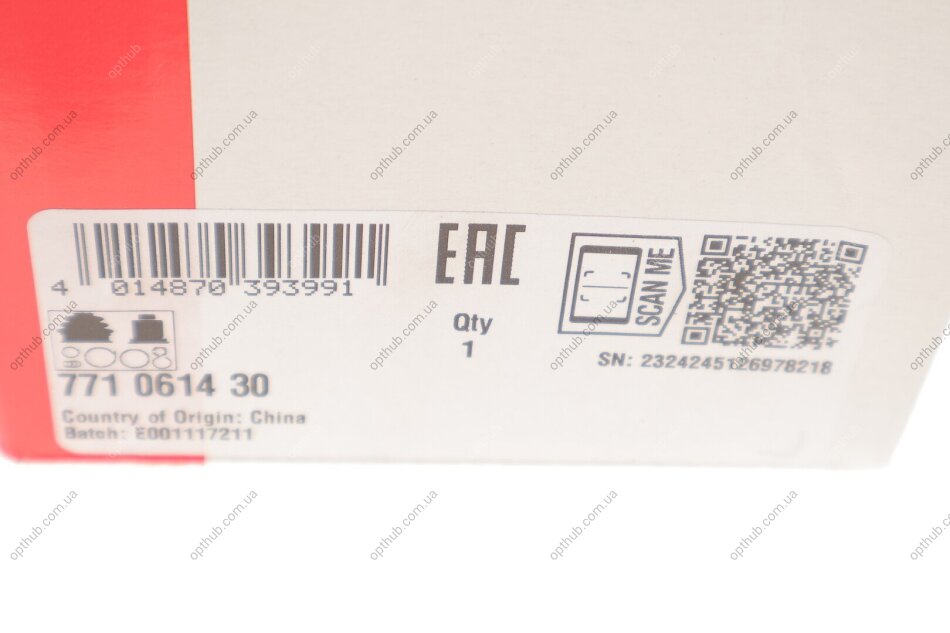 4 014870 393991
EAC
Qty
1
SCAN ME
SN: 2324245126978218
771 0614 30
Country of Origin: China
Batch: E001117211
opthub.com.ua